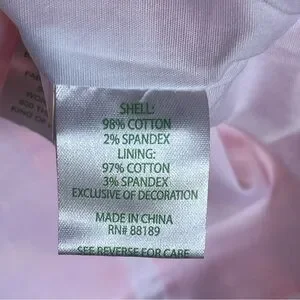 SHELL:
98% COTTON
2% SPANDEX
LINING:
97% COTTON
3% SPANDEX
EXCLUSIVE OF DECORATION
MADE IN CHINA
RN# 88189
SEE REVERSE FOR CARE